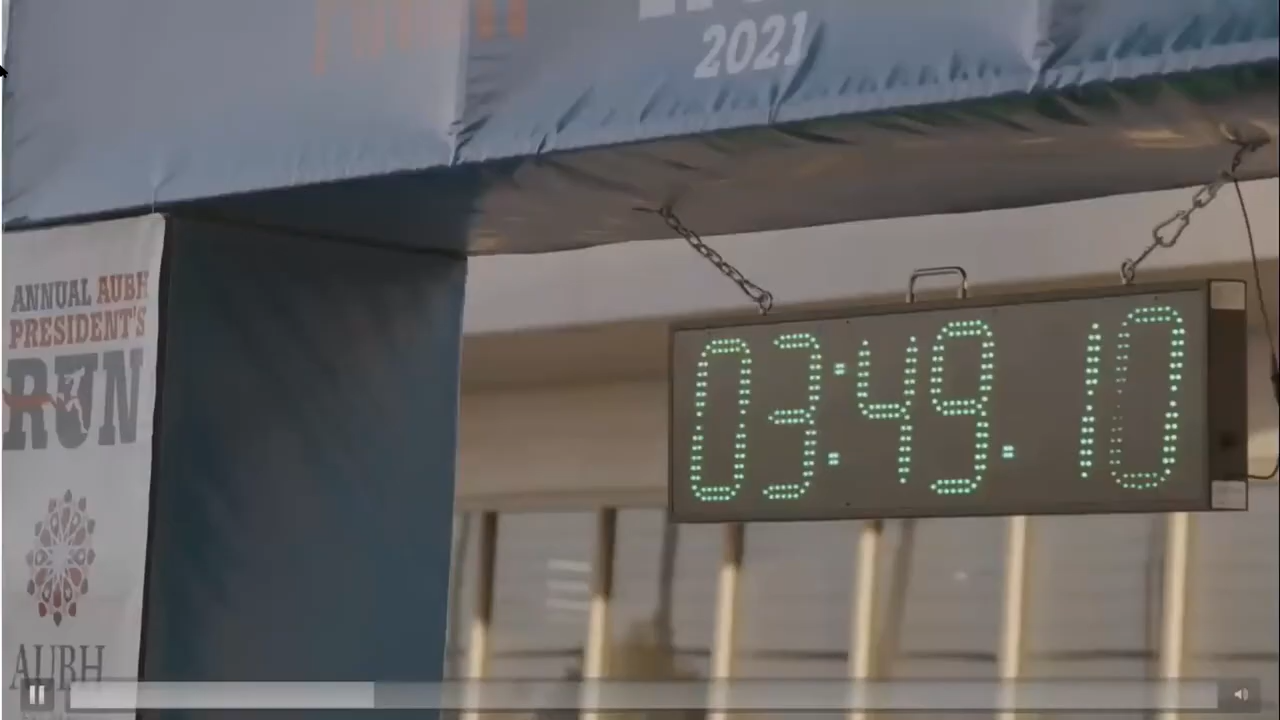 2021
ANNUAL AUBH
PRESIDENT'S
RUN
AUBH
03:49.10